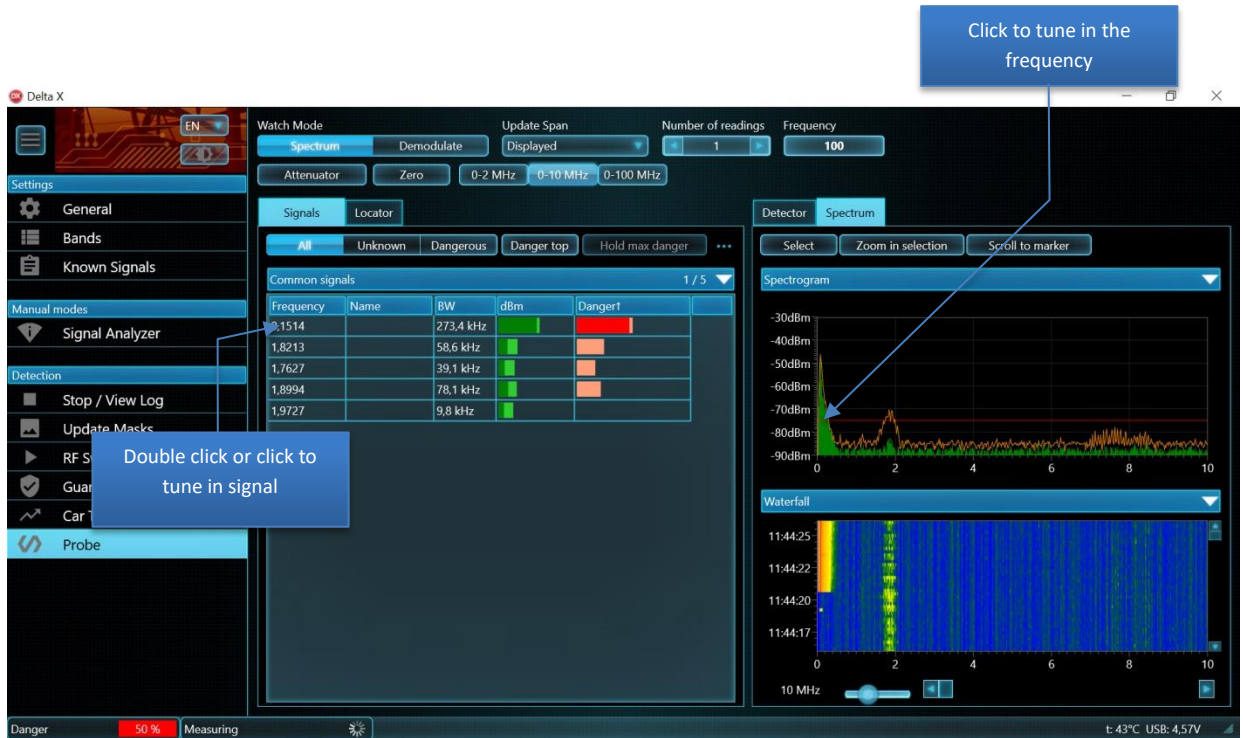 Click to tune in the
frequency
Delta X
EN
Watch Mode
Update Span
Number of readings
Frequency
Spectrum
Demodulate
Displayed
1
100
Attenuator
Zero
0-2 MHz
0-10 MHz
0-100 MHz
Settings
General
Bands
Known Signals
Manual modes
Signal Analyzer
Detection
Stop / View Log
Update Masks
Probe
Signals
Locator
All
Unknown
Dangerous
Danger top
Hold max danger
...
Common signals
1 / 5
Frequency Name BW dBm Danger↑
,1514 273,4 kHz
1,8213 58,6 kHz
1,7627 39,1 kHz
1,8994 78,1 kHz
1,9727 9,8 kHz
Double click or click to
tune in signal
Detector
Spectrum
Select
Zoom in selection
Scroll to marker
Spectrogram
-30dBm
-40dBm
-50dBm
-60dBm
-70dBm
-80dBm
-90dBm
0 2 4 6 8 10
Waterfall
11:44:25
11:44:22
11:44:20
11:44:17
0 2 4 6 8 10
10 MHz
Danger
50 %
Measuring
t: 43°C USB: 4,57V